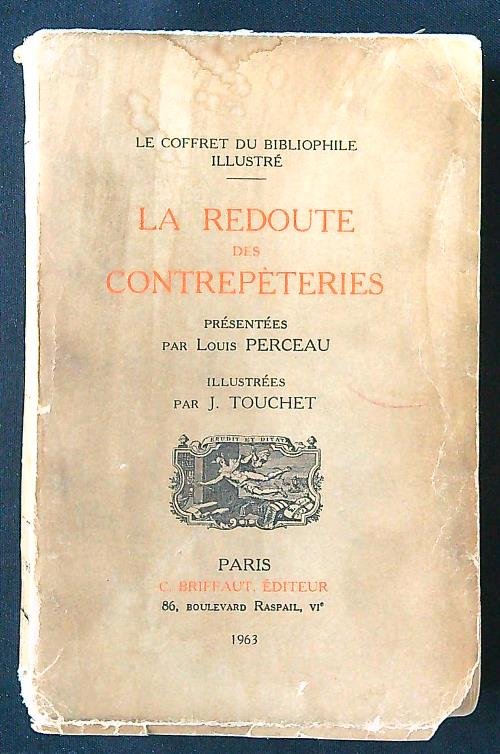 LE COFFRET DU BIBLIOPHILE
ILLUSTRÉ
LA REDOUTE
DES
CONTREPÈTERIES
PRÉSENTÉES
PAR LOUIS PERCEAU
ILLUSTRÉES
PAR J. TOUCHET
ERUDIT ET DITAT
PARIS
C. BRIFFAUT, ÉDITEUR
86, BOULEVARD RASPAIL, VIe
1963